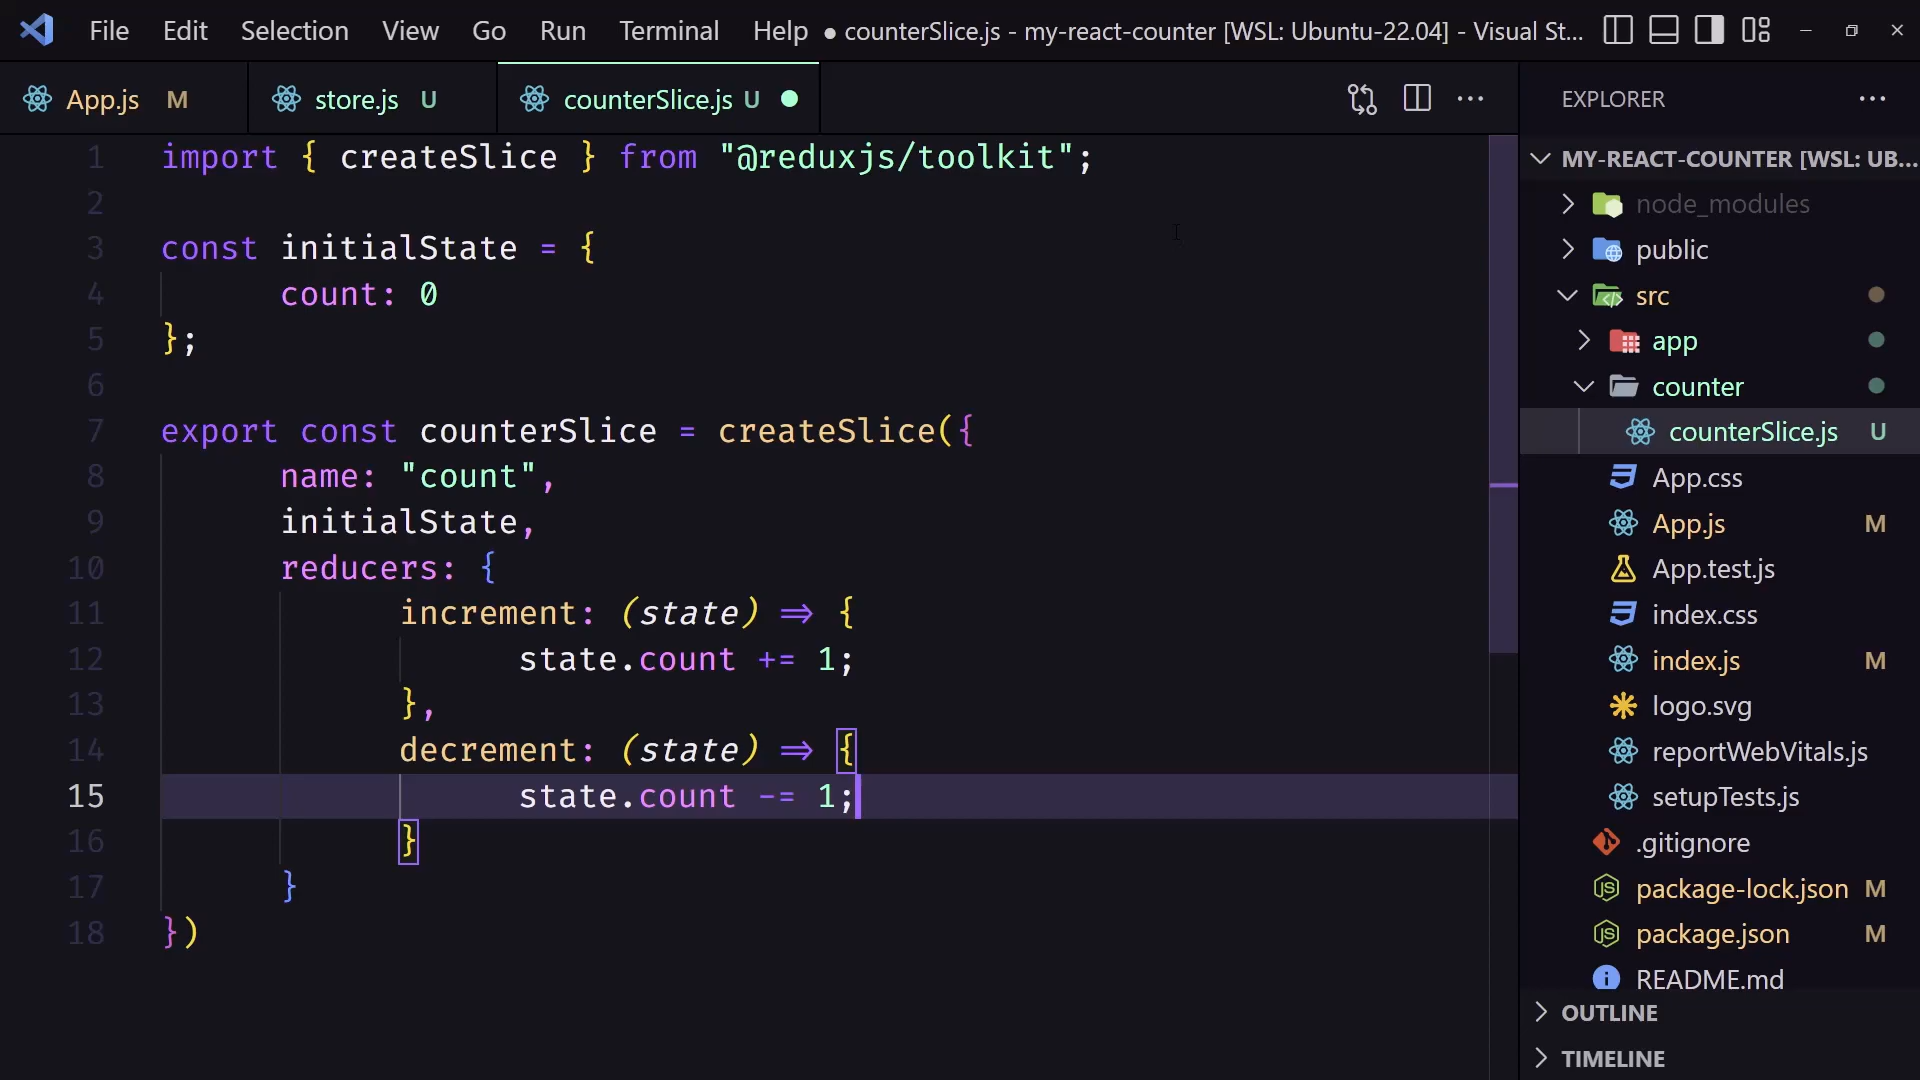 File Edit Selection View Go Run Terminal Help ● counterSlice.js - my-react-counter [WSL: Ubuntu-22.04] - Visual St...
App.js M store.js U counterSlice.js U
1 import { createSlice } from "@reduxjs/toolkit";
2
3 const initialState = {
4 count: 0
5 };
6
7 export const counterSlice = createSlice({
8 name: "count",
9 initialState,
10 reducers: {
11 increment: (state) => {
12 state.count += 1;
13 },
14 decrement: (state) => {
15 state.count -= 1;
16 }
17 }
18 })
EXPLORER
MY-REACT-COUNTER [WSL: UB...
node_modules
public
src
app
counter
counterSlice.js U
App.css
App.js M
App.test.js
index.css
index.js M
logo.svg
reportWebVitals.js
setupTests.js
.gitignore
package-lock.json M
package.json M
README.md
OUTLINE
TIMELINE